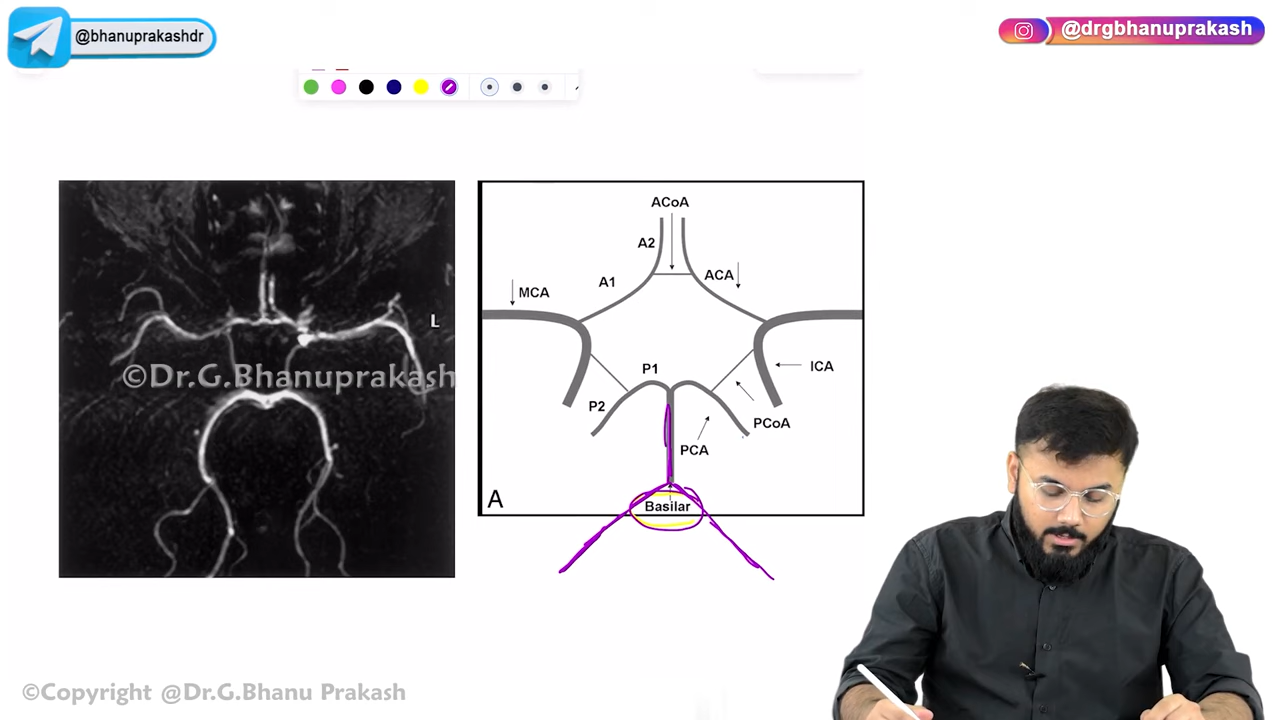 @bhanuprakashdr
@drgbhanuprakash
L
©Dr.G.Bhanuprakash
ACoA
A2
A1
ACA
MCA
ICA
P1
P2
PCoA
PCA
Basilar
A
©Copyright @Dr.G.Bhanu Prakash